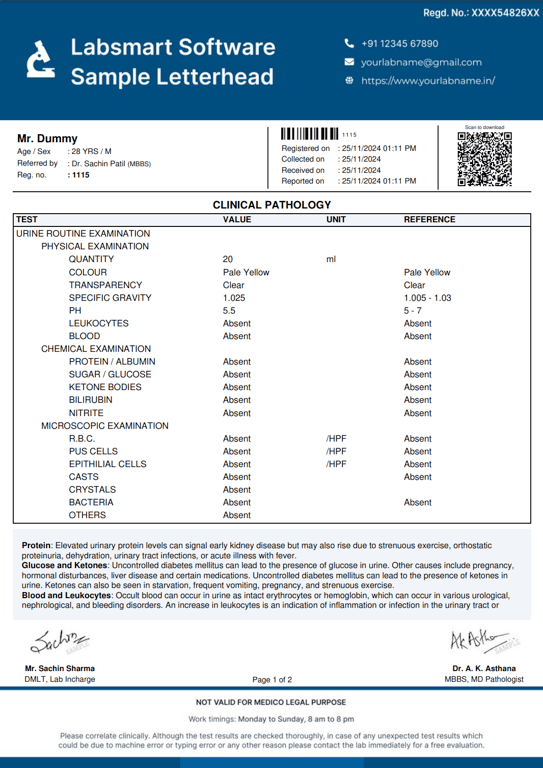 Regd. No.: XXXX54826XX
Labsmart Software
Sample Letterhead
+91 12345 67890
yourlabname@gmail.com
https://www.yourlabname.in/
Mr. Dummy
Age / Sex : 28 YRS / M
Referred by : Dr. Sachin Patil (MBBS)
Reg. no. : 1115
1115
Registered on : 25/11/2024 01:11 PM
Collected on : 25/11/2024
Received on : 25/11/2024
Reported on : 25/11/2024 01:11 PM
Scan to download
CLINICAL PATHOLOGY
TEST VALUE UNIT REFERENCE
URINE ROUTINE EXAMINATION
PHYSICAL EXAMINATION
QUANTITY 20 ml
COLOUR Pale Yellow Pale Yellow
TRANSPARENCY Clear Clear
SPECIFIC GRAVITY 1.025 1.005 - 1.03
PH 5.5 5 - 7
LEUKOCYTES Absent Absent
BLOOD Absent Absent
CHEMICAL EXAMINATION
PROTEIN / ALBUMIN Absent Absent
SUGAR / GLUCOSE Absent Absent
KETONE BODIES Absent Absent
BILIRUBIN Absent Absent
NITRITE Absent Absent
MICROSCOPIC EXAMINATION
R.B.C. Absent /HPF Absent
PUS CELLS Absent /HPF Absent
EPITHILIAL CELLS Absent /HPF Absent
CASTS Absent Absent
CRYSTALS Absent
BACTERIA Absent Absent
OTHERS Absent
Protein: Elevated urinary protein levels can signal early kidney disease but may also rise due to strenuous exercise, orthostatic
proteinuria, dehydration, urinary tract infections, or acute illness with fever.
Glucose and Ketones: Uncontrolled diabetes mellitus can lead to the presence of glucose in urine. Other causes include pregnancy,
hormonal disturbances, liver disease and certain medications. Uncontrolled diabetes mellitus can lead to the presence of ketones in
urine. Ketones can also be seen in starvation, frequent vomiting, pregnancy, and strenuous exercise.
Blood and Leukocytes: Occult blood can occur in urine as intact erythrocytes or hemoglobin, which can occur in various urological,
nephrological, and bleeding disorders. An increase in leukocytes is an indication of inflammation or infection in the urinary tract or
Sachin
SAMPLE
Ak Asthana
SAMPLE
Mr. Sachin Sharma
DMLT, Lab Incharge
Page 1 of 2
Dr. A. K. Asthana
MBBS, MD Pathologist
NOT VALID FOR MEDICO LEGAL PURPOSE
Work timings: Monday to Sunday, 8 am to 8 pm
Please correlate clinically. Although the test results are checked thoroughly, in case of any unexpected test results which
could be due to machine error or typing error or any other reason please contact the lab immediately for a free evaluation.